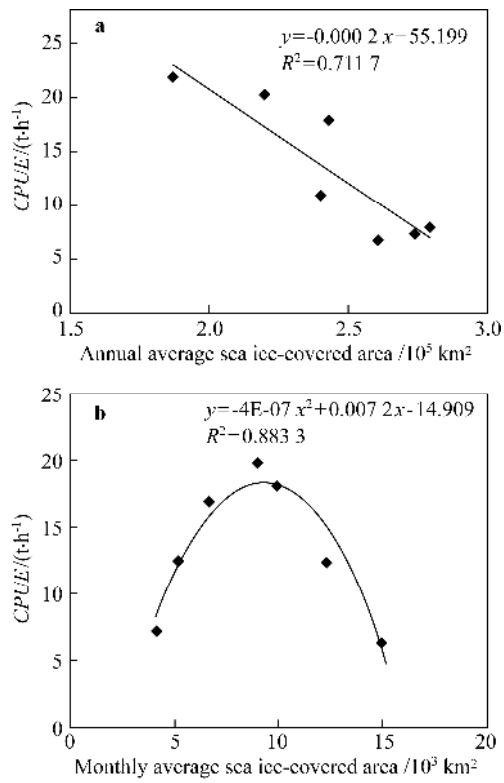 a
y=-0.000 2 x-55.199
R²=0.711 7
CPUE/(t·h⁻¹)
25
20
15
10
5
0
1.5 2.0 2.5 3.0
Annual average sea ice-covered area /10⁵ km²
b
y=-4E-07 x²+0.007 2x-14.909
R²=0.883 3
CPUE/(t·h⁻¹)
25
20
15
10
5
0
0 5 10 15 20
Monthly average sea ice-covered area /10³ km²